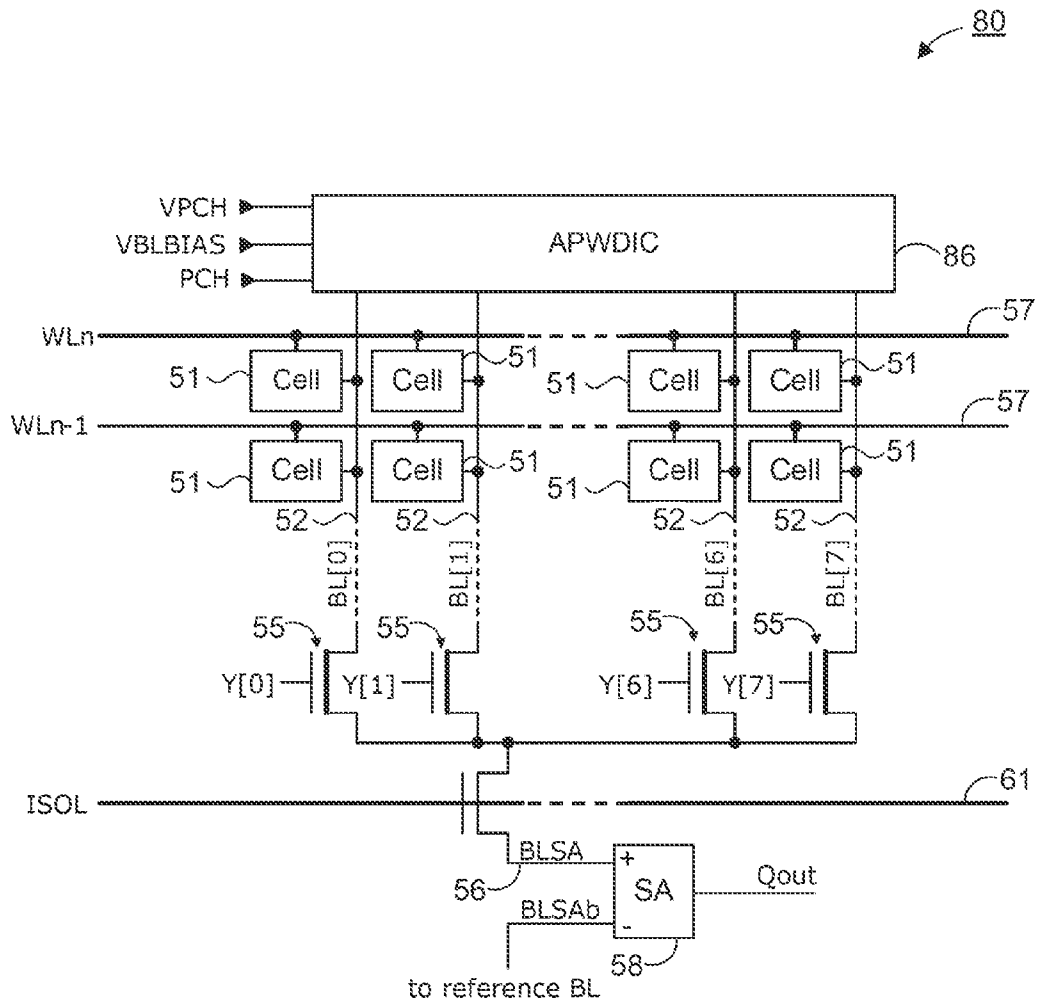 80
VPCH
VBLBIAS
PCH
APWDIC
86
WLn
57
51 Cell Cell 51 51 Cell Cell 51
WLn-1
57
51 Cell Cell 51 51 Cell Cell 51
52 52 52 52
BL[0] BL[1] BL[6] BL[7]
55 55 55 55
Y[0] Y[1] Y[6] Y[7]
ISOL
61
BLSA
56
+
SA
Qout
BLSAb
-
58
to reference BL